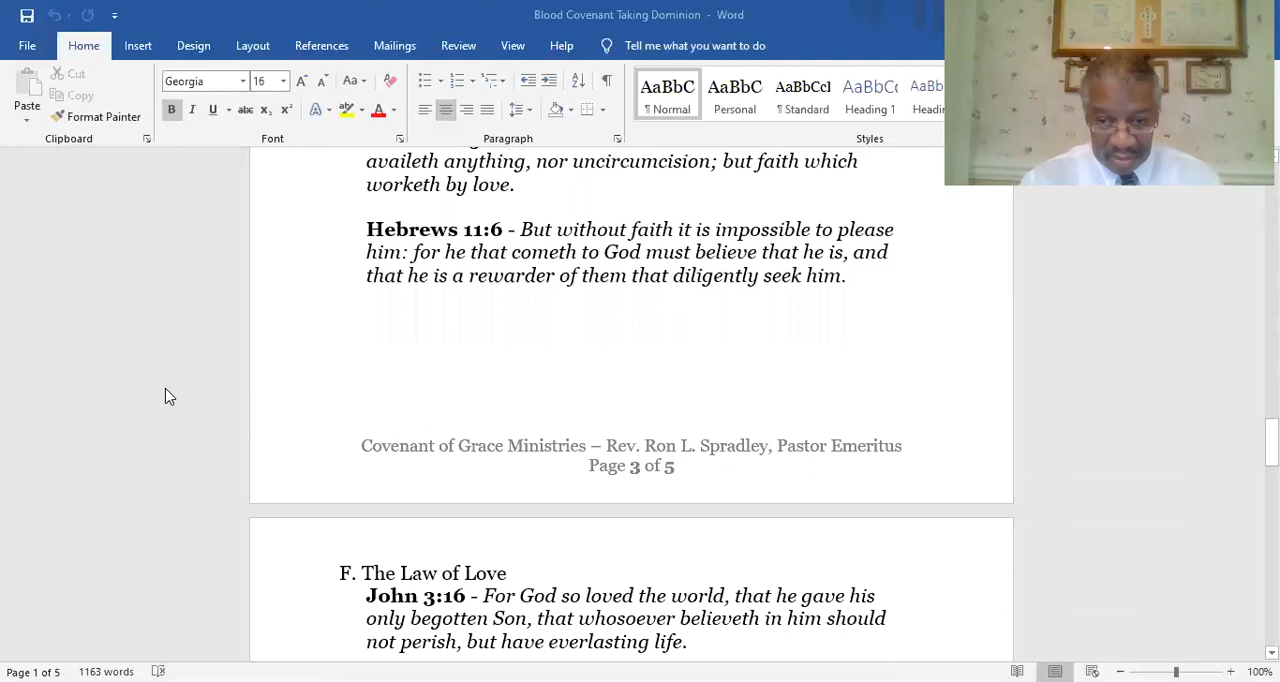 Blood Covenant Taking Dominion - Word
File Home Insert Design Layout References Mailings Review View Help Tell me what you want to do
Paste Cut Copy Format Painter
Georgia 16
AaBbC AaBbC AaBbCcI AaBbC AaB
¶ Normal Personal ¶ Standard Heading 1 Headi
Clipboard Font Paragraph Styles
availeth anything, nor uncircumcision; but faith which
worketh by love.
Hebrews 11:6 - But without faith it is impossible to please
him: for he that cometh to God must believe that he is, and
that he is a rewarder of them that diligently seek him.
Covenant of Grace Ministries – Rev. Ron L. Spradley, Pastor Emeritus
Page 3 of 5
F. The Law of Love
John 3:16 - For God so loved the world, that he gave his
only begotten Son, that whosoever believeth in him should
not perish, but have everlasting life.
Page 1 of 5 1163 words 100%